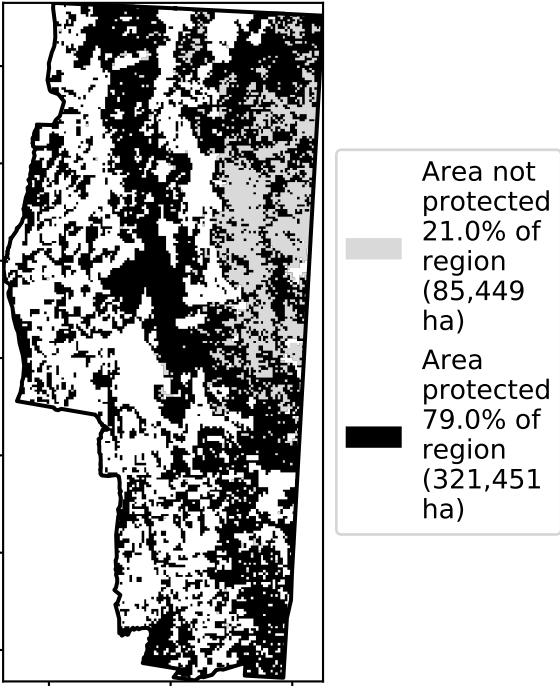 Area not
protected
21.0% of
region
(85,449
ha)
Area
protected
79.0% of
region
(321,451
ha)